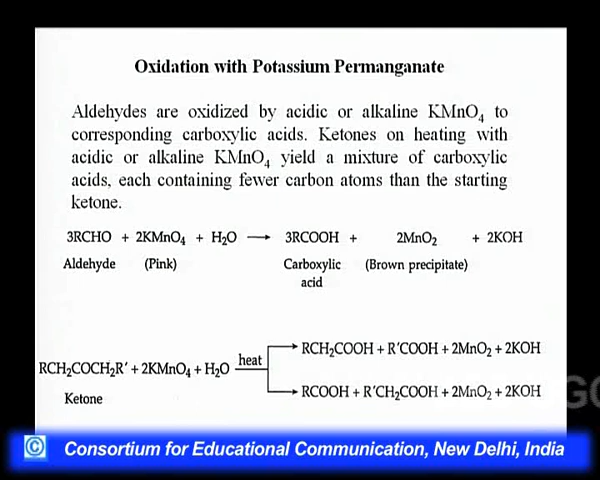 Oxidation with Potassium Permanganate
Aldehydes are oxidized by acidic or alkaline KMnO₄ to
corresponding carboxylic acids. Ketones on heating with
acidic or alkaline KMnO₄ yield a mixture of carboxylic
acids, each containing fewer carbon atoms than the starting
ketone.
3RCHO + 2KMnO₄ + H₂O ⟶ 3RCOOH + 2MnO₂ + 2KOH
Aldehyde (Pink) Carboxylic (Brown precipitate)
acid
RCH₂COOH + R′COOH + 2MnO₂ + 2KOH
RCH₂COCH₂R′ + 2KMnO₄ + H₂O heat
RCOOH + R′CH₂COOH + 2MnO₂ + 2KOH
Ketone
© Consortium for Educational Communication, New Delhi, India